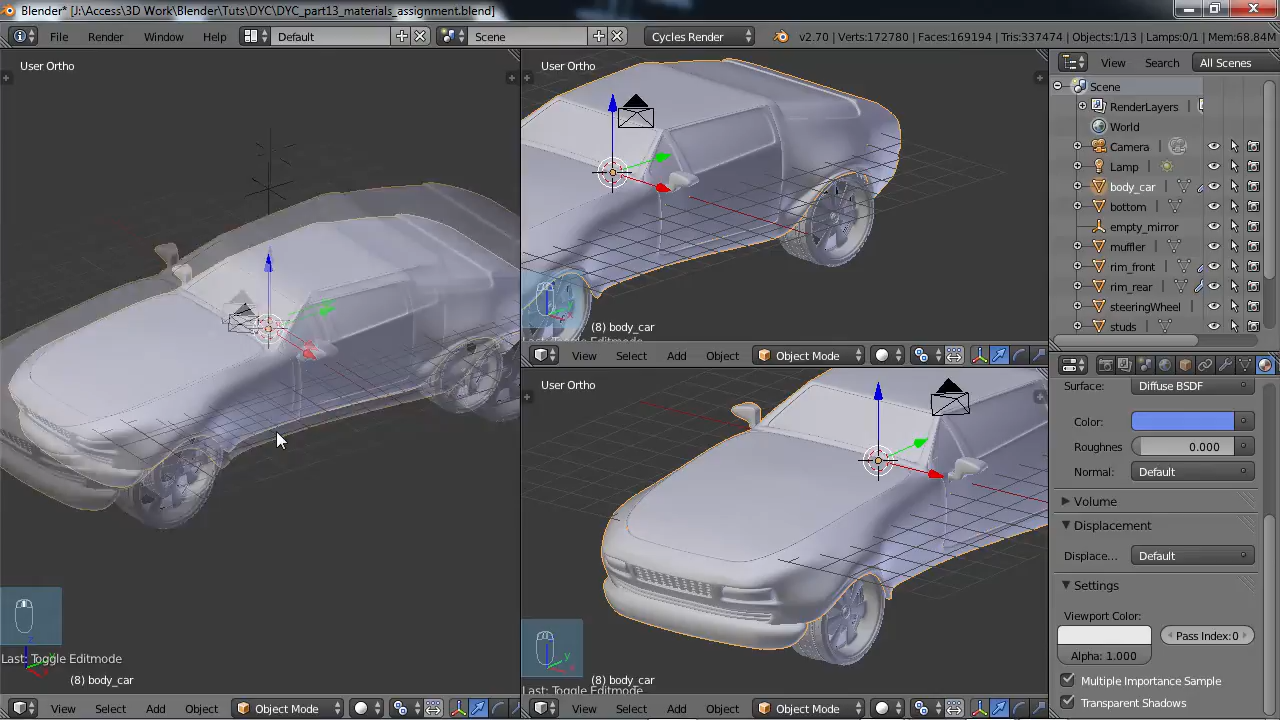 Blender* [J:\Access\3D Work\Blender\Tuts\DYC\DYC_part13_materials_assignment.blend]
File Render Window Help Default Scene Cycles Render v2.70 | Verts:172780 | Faces:169194 | Tris:337474 | Objects:1/13 | Lamps:0/1 | Mem:68.84M
User Ortho
User Ortho
View Search All Scenes
Scene
RenderLayers
World
Camera
Lamp
body_car
bottom
empty_mirror
muffler
rim_front
rim_rear
steeringWheel
studs
(8) body_car
Last: Toggle Editmode
View Select Add Object Object Mode
User Ortho
Surface: Diffuse BSDF
Color:
Roughnes 0.000
Normal: Default
Volume
Displacement
Displace... Default
Settings
Viewport Color:
Pass Index:0
Alpha: 1.000
Multiple Importance Sample
Transparent Shadows
Last: Toggle Editmode
(8) body_car
(8) body_car
Last: Toggle Editmode
View Select Add Object Object Mode
View Select Add Object Object Mode